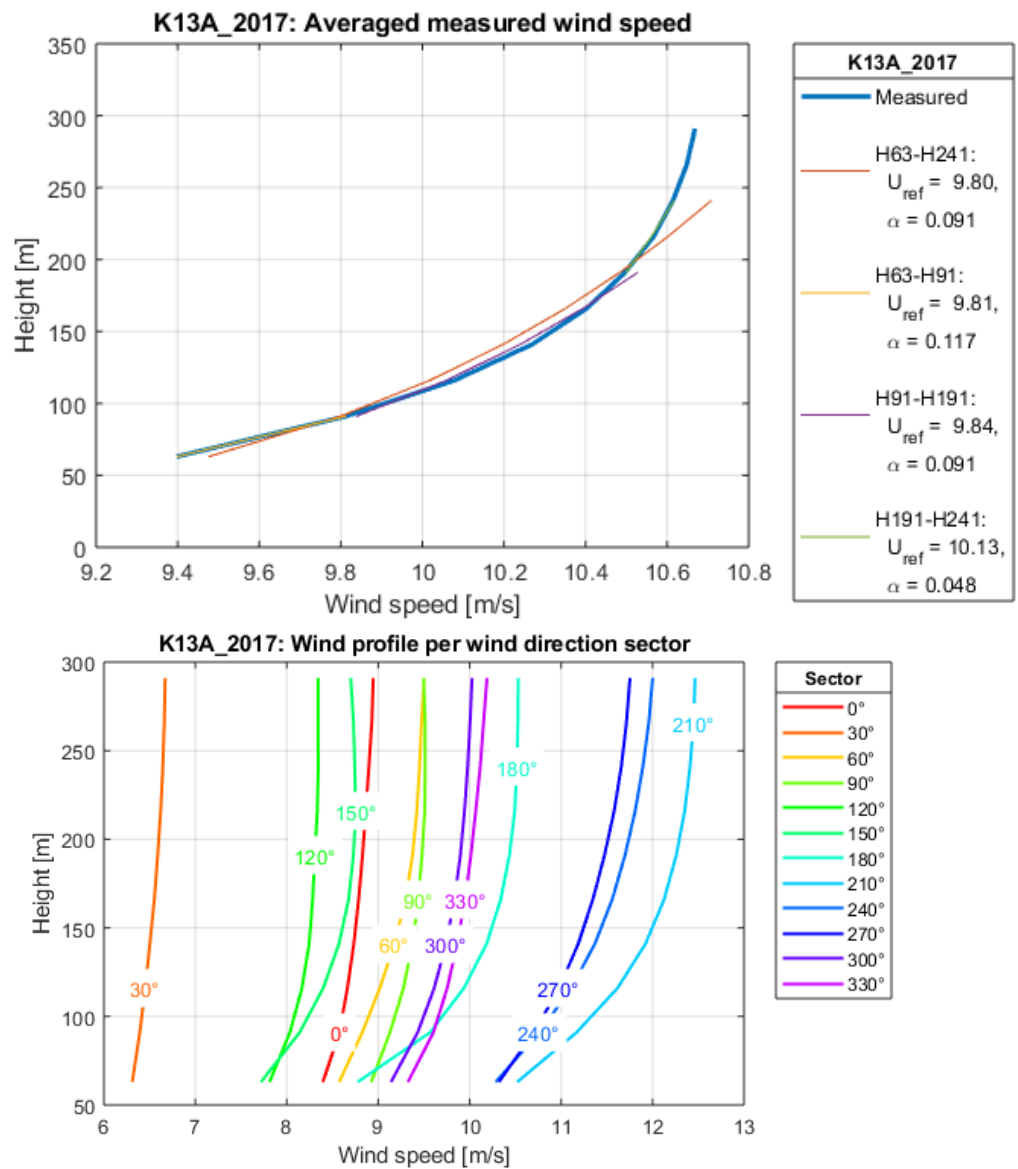 K13A_2017: Averaged measured wind speed
350
300
250
200
150
100
50
0
9.2 9.4 9.6 9.8 10 10.2 10.4 10.6 10.8
Height [m]
Wind speed [m/s]
K13A_2017
Measured
H63-H241:
U_ref = 9.80,
α = 0.091
H63-H91:
U_ref = 9.81,
α = 0.117
H91-H191:
U_ref = 9.84,
α = 0.091
H191-H241:
U_ref = 10.13,
α = 0.048
K13A_2017: Wind profile per wind direction sector
300
250
200
150
100
50
6 7 8 9 10 11 12 13
Height [m]
Wind speed [m/s]
210°
180°
150°
120°
90° 330°
60° 300°
30° 270°
0° 240°
Sector
0°
30°
60°
90°
120°
150°
180°
210°
240°
270°
300°
330°